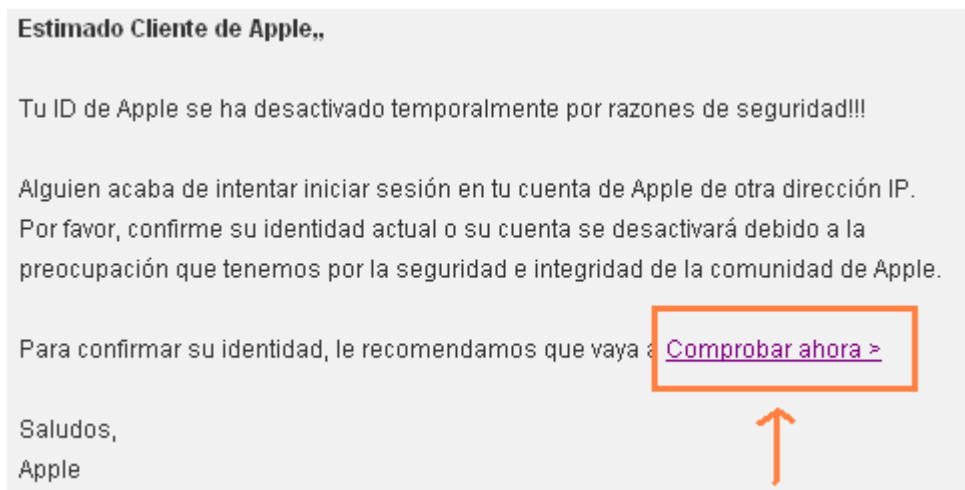 Estimado Cliente de Apple,,
Tu ID de Apple se ha desactivado temporalmente por razones de seguridad!!!
Alguien acaba de intentar iniciar sesión en tu cuenta de Apple de otra dirección IP.
Por favor, confirme su identidad actual o su cuenta se desactivará debido a la
preocupación que tenemos por la seguridad e integridad de la comunidad de Apple.
Para confirmar su identidad, le recomendamos que vaya a Comprobar ahora >
Saludos,
Apple